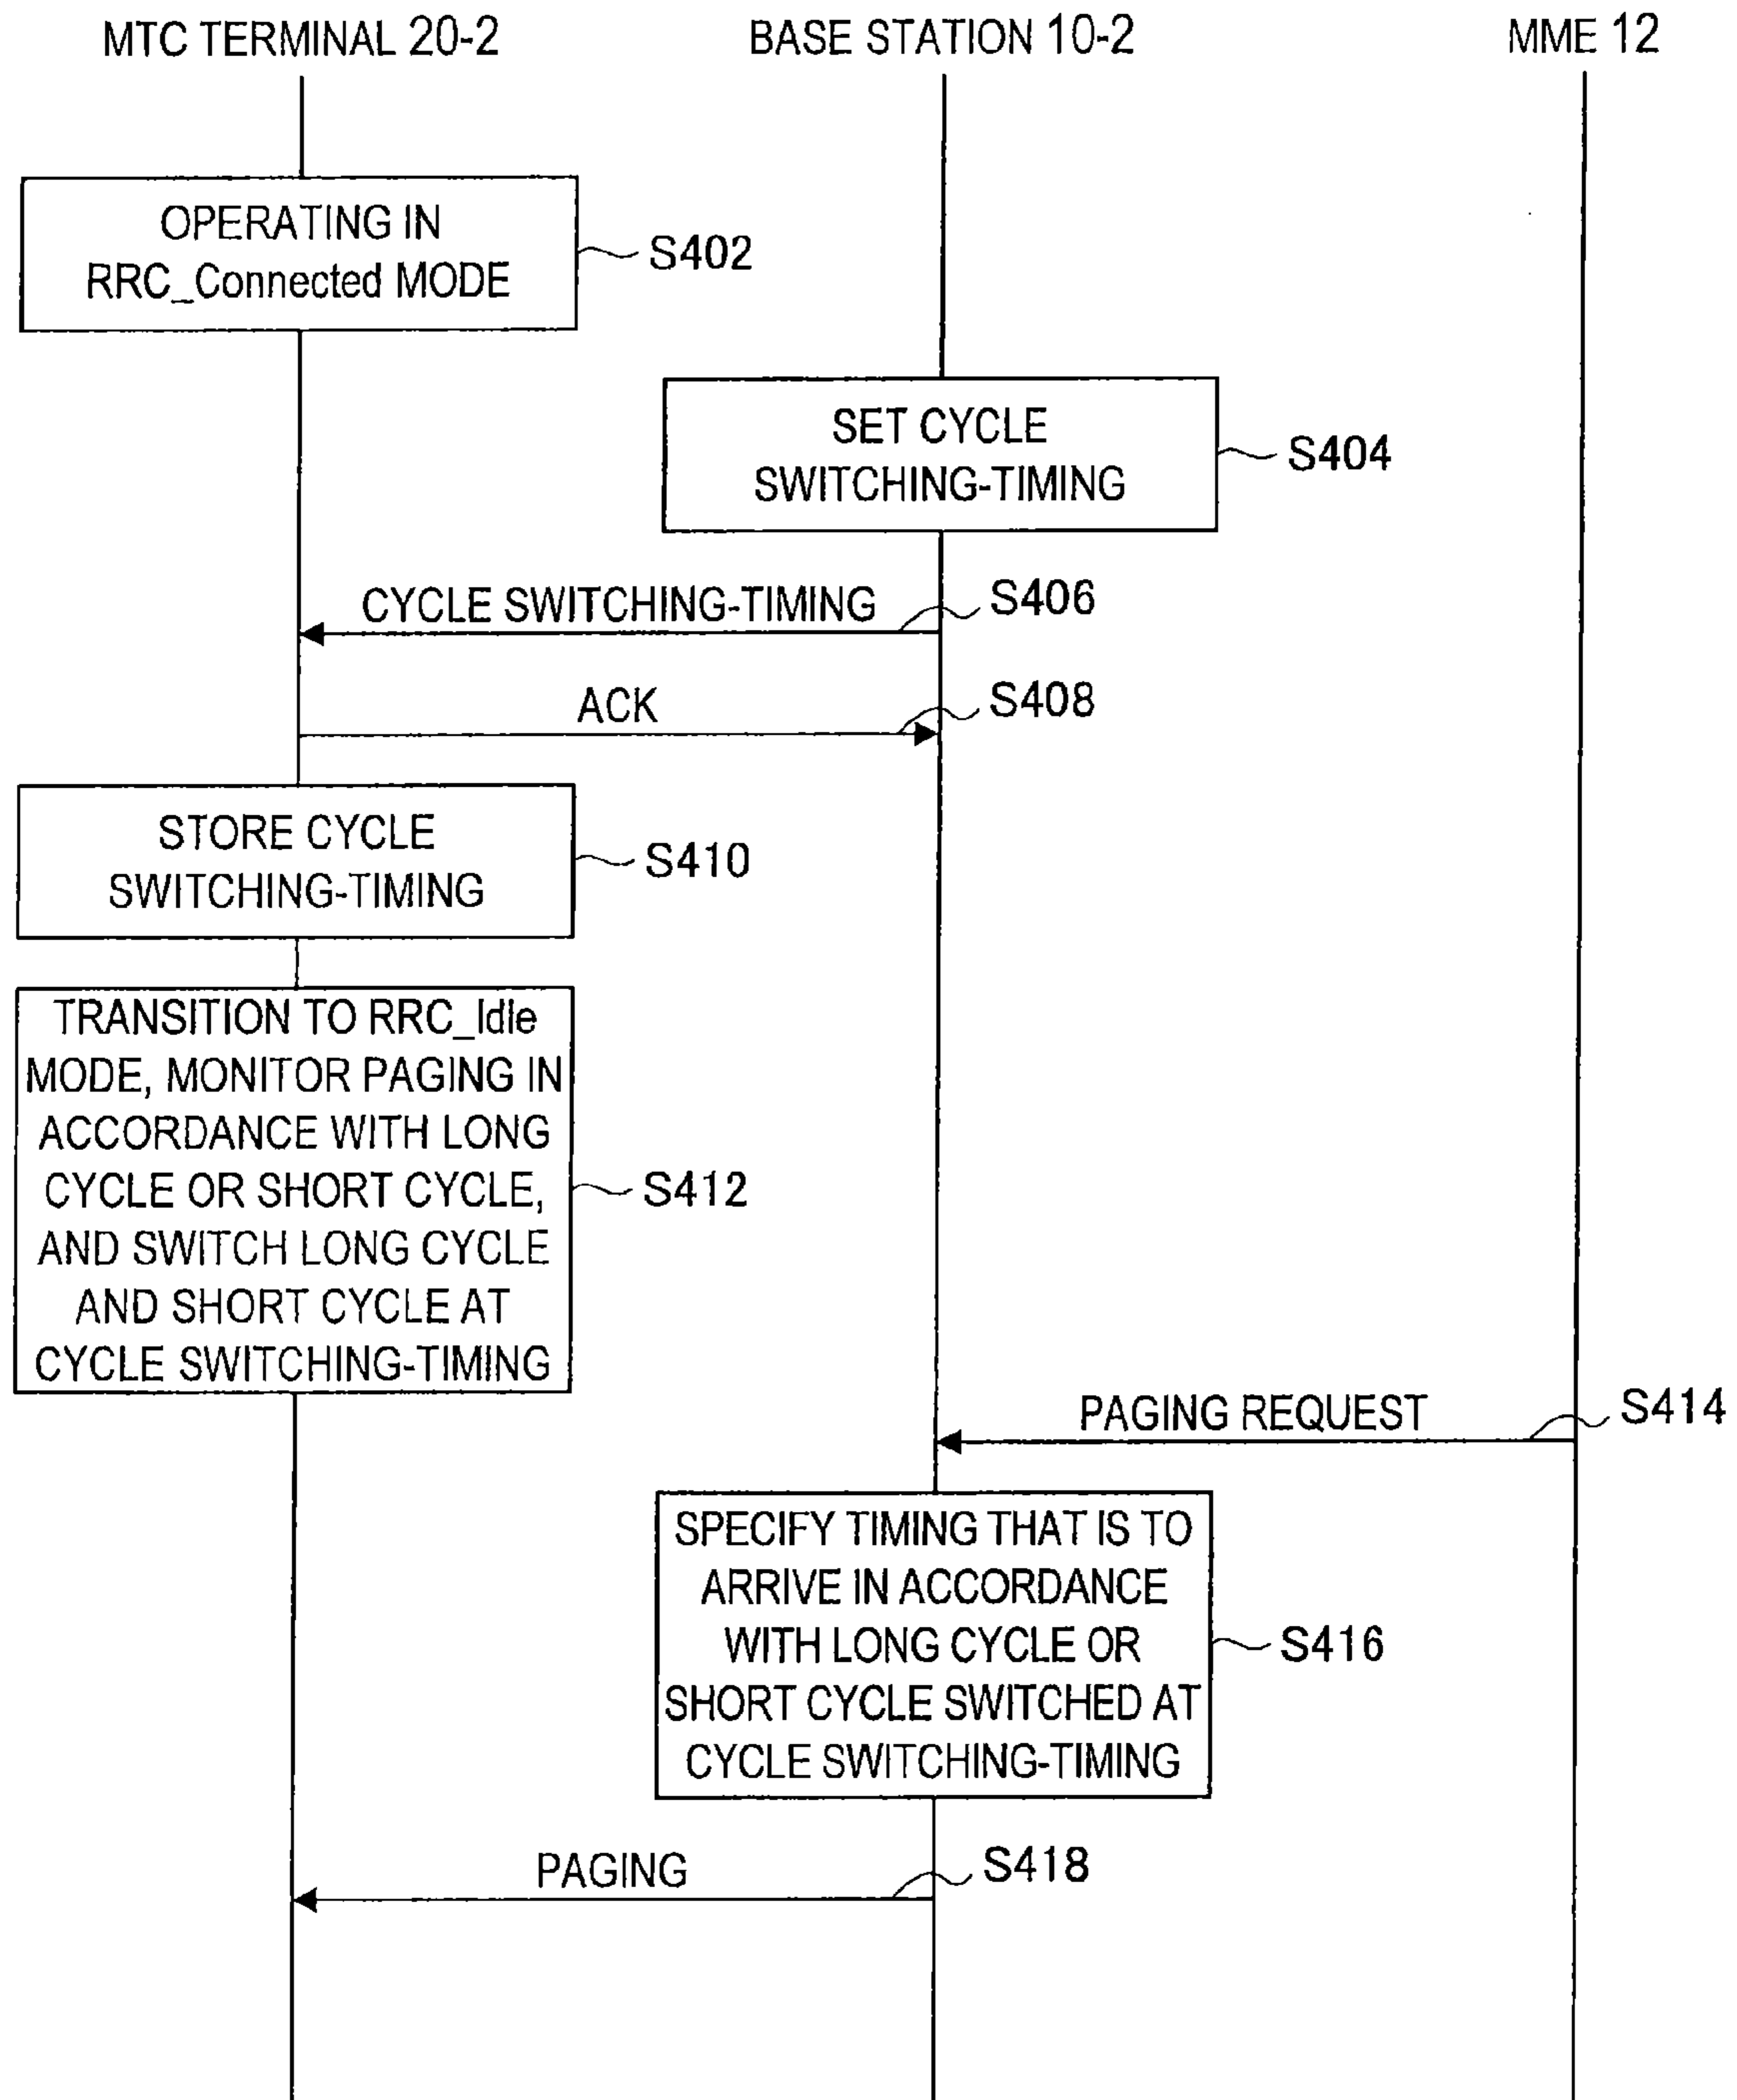 MTC TERMINAL 20-2
BASE STATION 10-2
MME 12
OPERATING IN
RRC_Connected MODE
S402
SET CYCLE
SWITCHING-TIMING
S404
CYCLE SWITCHING-TIMING
S406
ACK
S408
STORE CYCLE
SWITCHING-TIMING
S410
TRANSITION TO RRC_Idle
MODE, MONITOR PAGING IN
ACCORDANCE WITH LONG
CYCLE OR SHORT CYCLE,
AND SWITCH LONG CYCLE
AND SHORT CYCLE AT
CYCLE SWITCHING-TIMING
S412
PAGING REQUEST
S414
SPECIFY TIMING THAT IS TO
ARRIVE IN ACCORDANCE
WITH LONG CYCLE OR
SHORT CYCLE SWITCHED AT
CYCLE SWITCHING-TIMING
S416
PAGING
S418